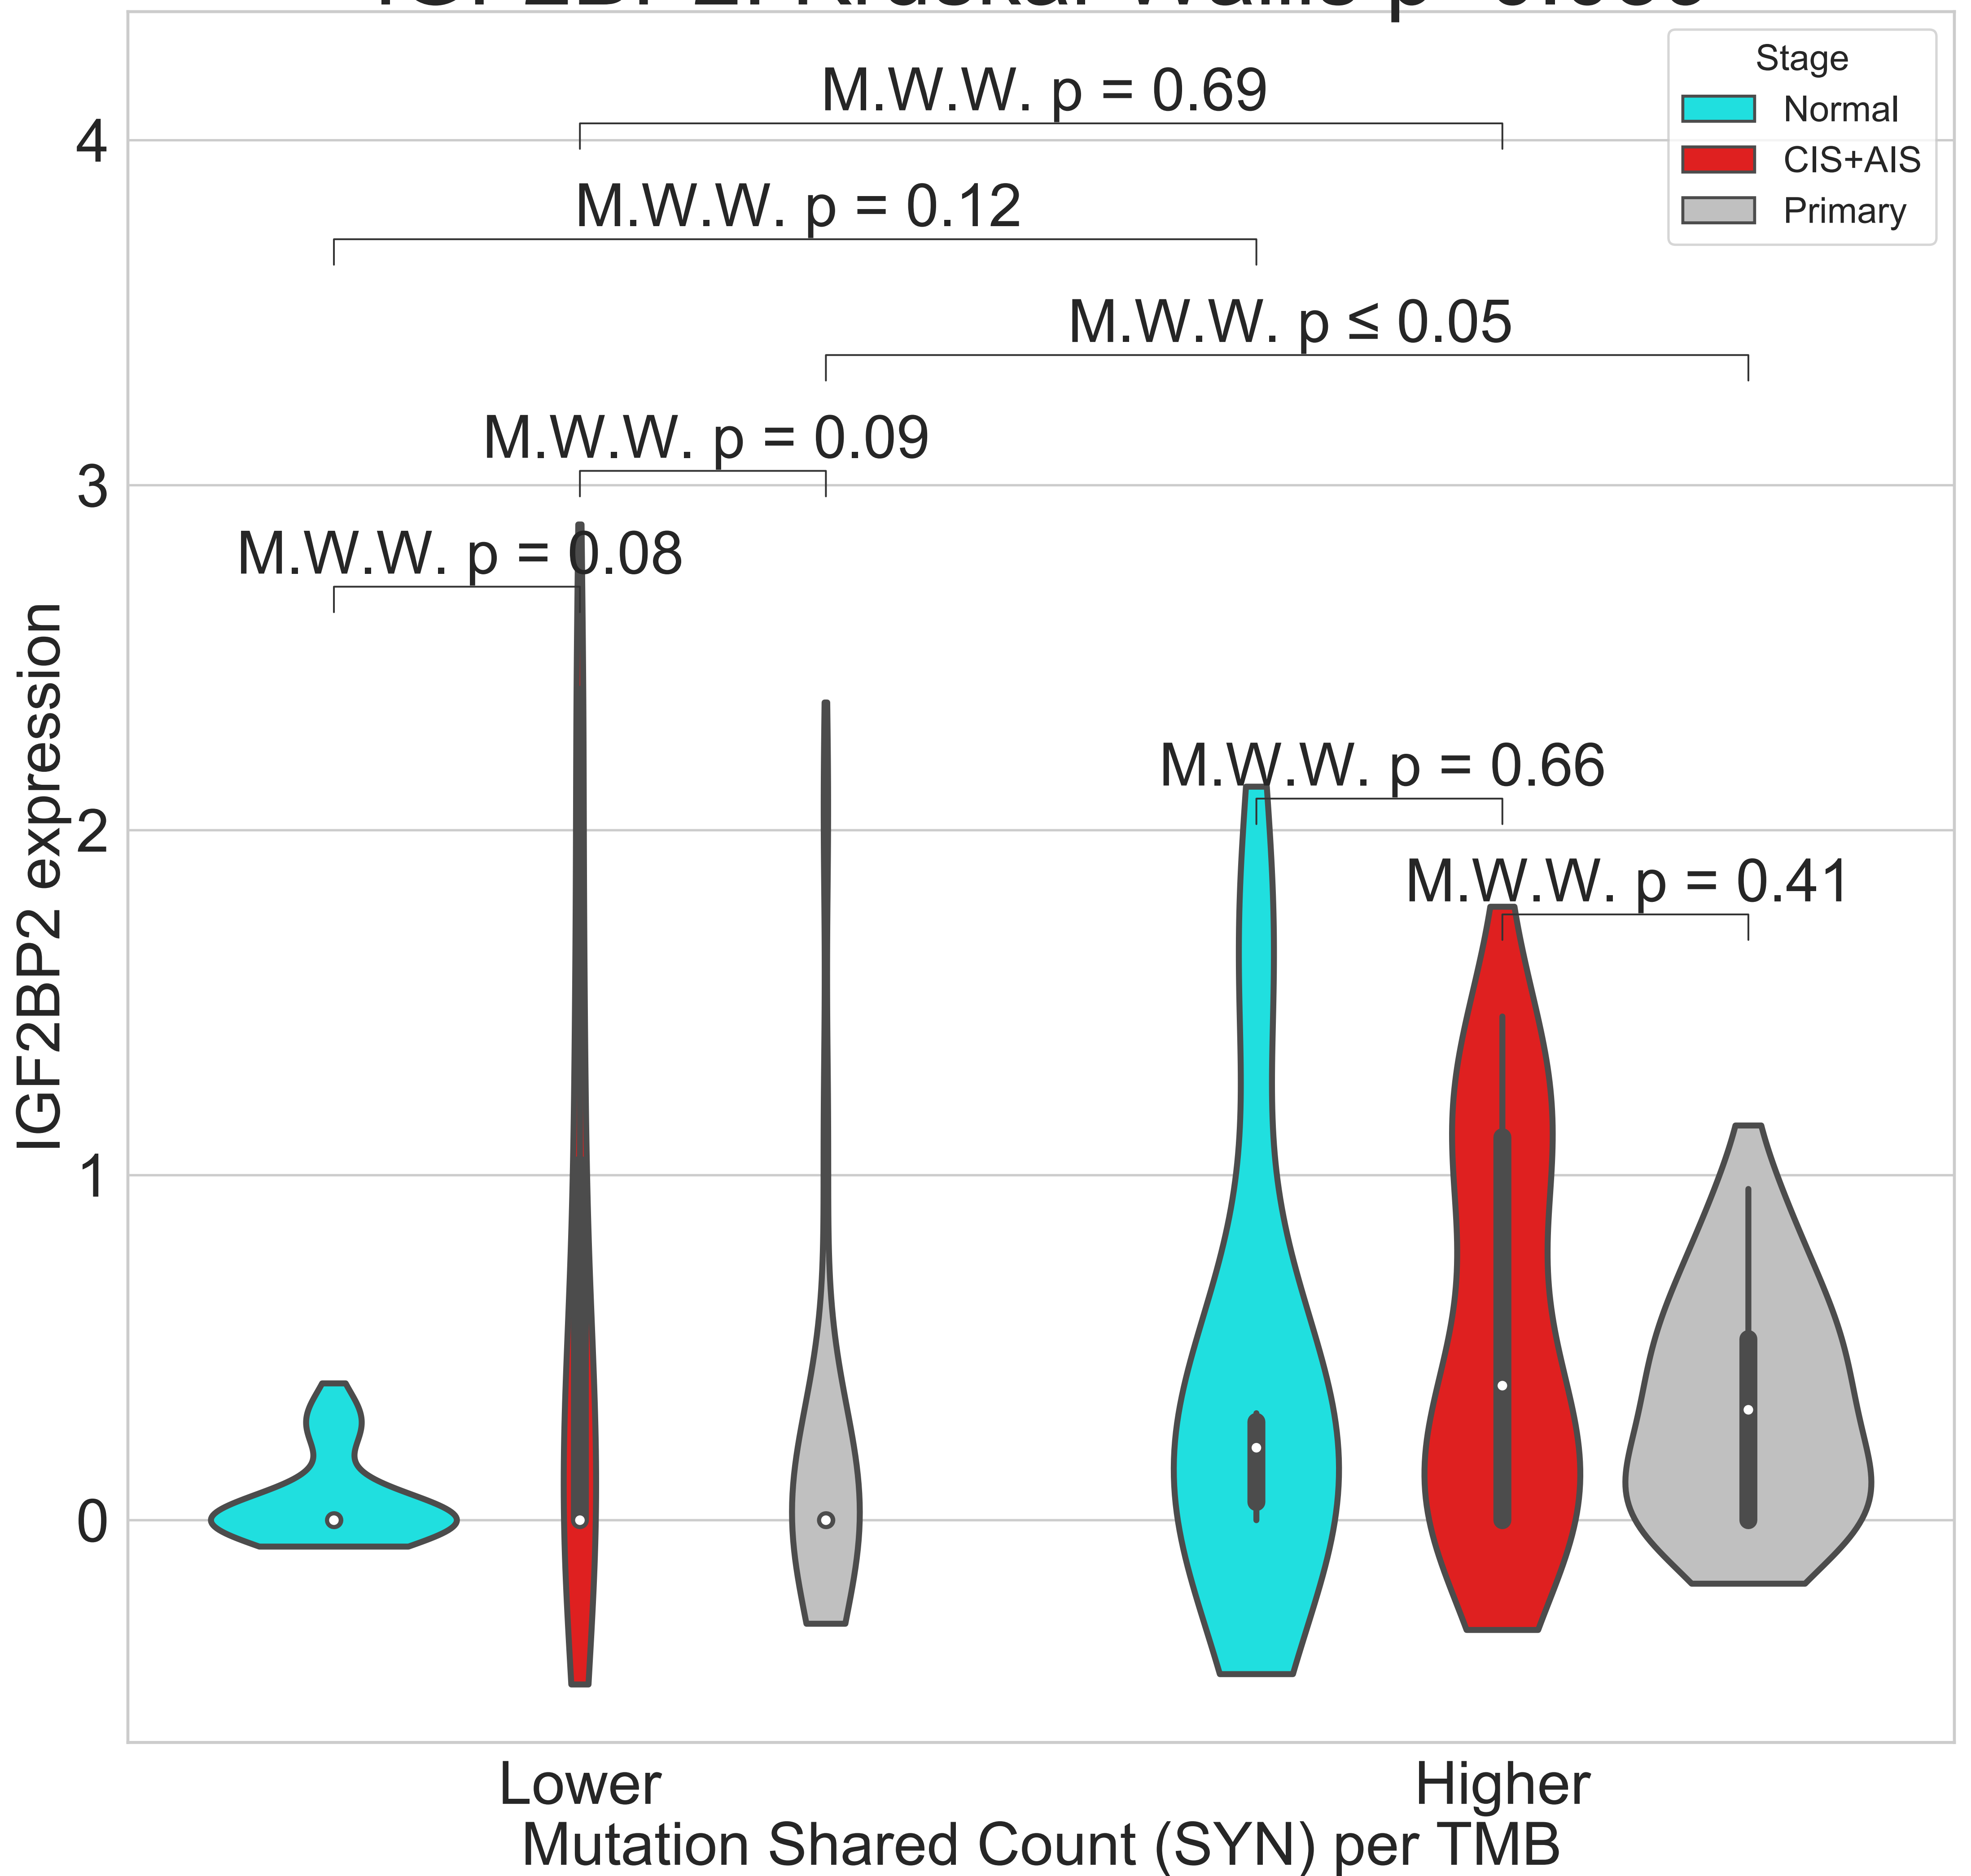 Stage
Normal
CIS+AIS
Primary
M.W.W. p = 0.69
M.W.W. p = 0.12
M.W.W. p ≤ 0.05
M.W.W. p = 0.09
M.W.W. p = 0.08
M.W.W. p = 0.66
M.W.W. p = 0.41
4
3
2
1
0
IGF2BP2 expression
Lower
Higher
Mutation Shared Count (SYN) per TMB